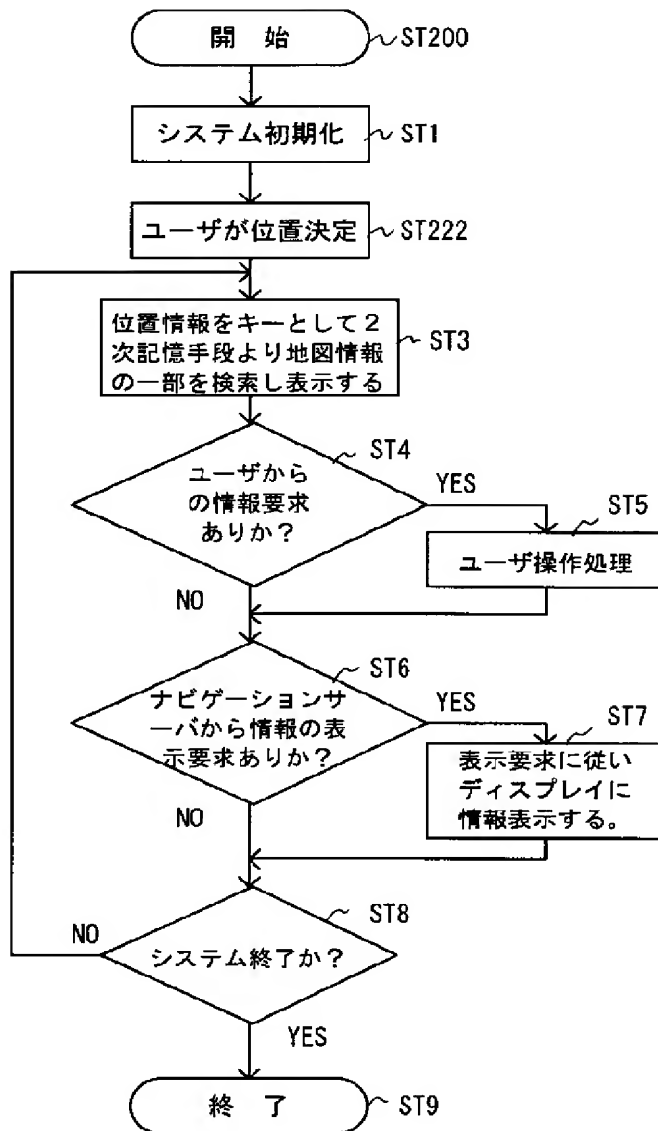 開 始
ST200
システム初期化
ST1
ユーザが位置決定
ST222
位置情報をキーとして2
次記憶手段より地図情報
の一部を検索し表示する
ST3
ST4
ユーザから
の情報要求
ありか?
YES
ST5
ユーザ操作処理
NO
ST6
ナビゲーションサ
ーバから情報の表
示要求ありか?
YES
ST7
表示要求に従い
ディスプレイに
情報表示する。
NO
ST8
システム終了か?
NO
YES
終 了
ST9